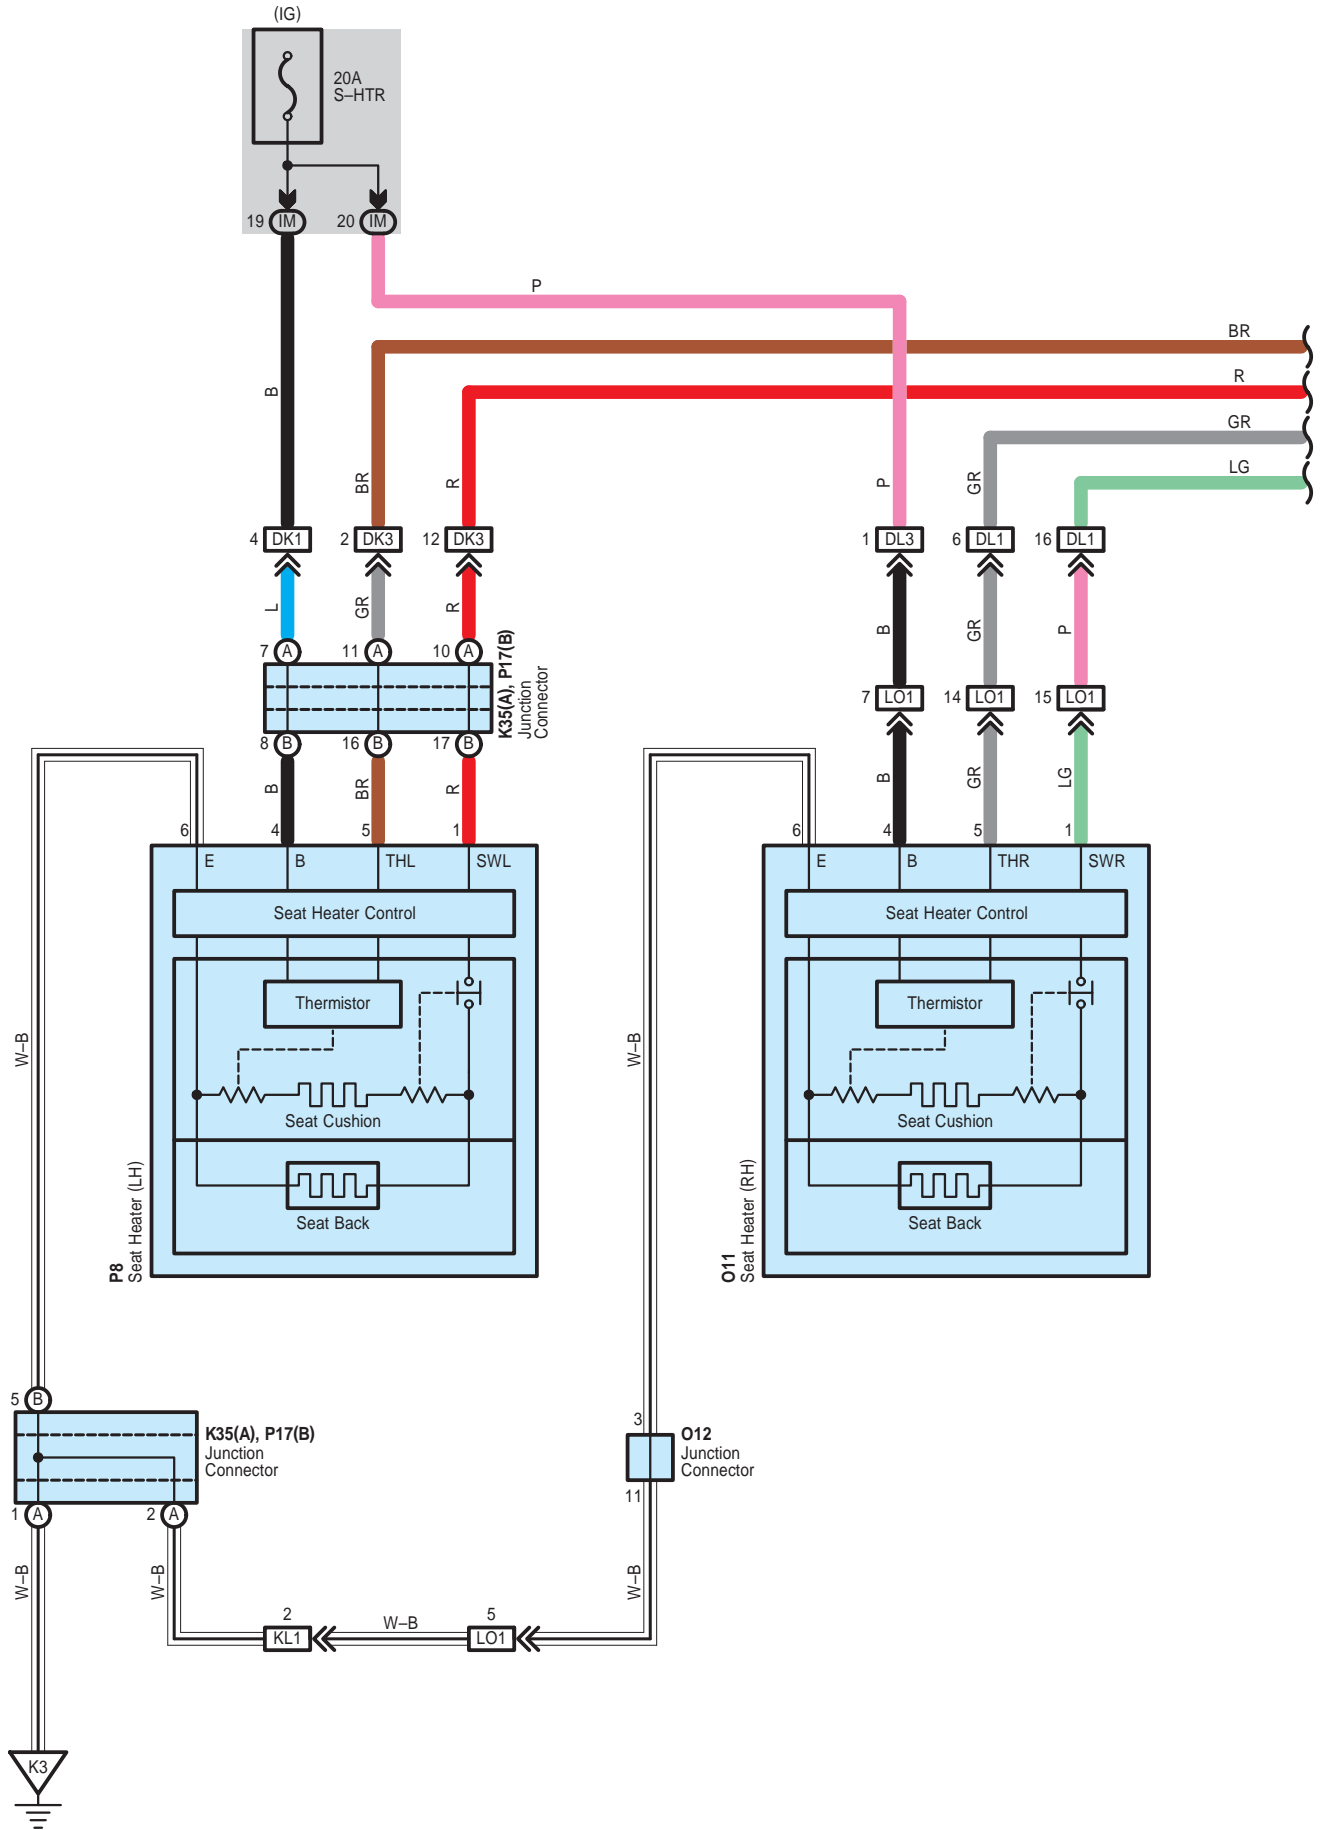 (IG)
20A
S–HTR
19 IM
20 IM
P
BR
R
GR
LG
B
BR
R
P
GR
4 DK1
2 DK3
12 DK3
1 DL3
6 DL1
16 DL1
L
GR
R
B
GR
P
7 A
11 A
10 A
K35(A), P17(B)
Junction
Connector
7 LO1
14 LO1
15 LO1
8 B
16 B
17 B
B
BR
R
B
GR
LG
6
4
5
1
6
4
5
1
E
B
THL
SWL
E
B
THR
SWR
Seat Heater Control
Seat Heater Control
Thermistor
Thermistor
W–B
W–B
Seat Cushion
Seat Cushion
Seat Back
Seat Back
P8
Seat Heater (LH)
O11
Seat Heater (RH)
5 B
K35(A), P17(B)
Junction
Connector
3
O12
Junction
Connector
11
1 A
2 A
W–B
W–B
W–B
2
KL1
W–B
5
LO1
K3